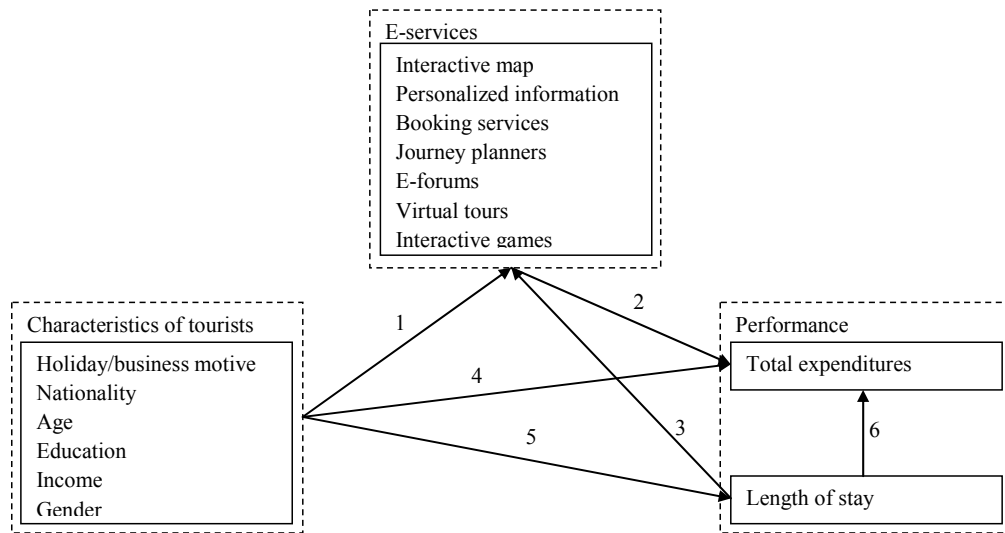 E-services
Interactive map
Personalized information
Booking services
Journey planners
E-forums
Virtual tours
Interactive games
1
2
Characteristics of tourists
Holiday/business motive
Nationality
Age
Education
Income
Gender
4
5
3
Performance
Total expenditures
6
Length of stay